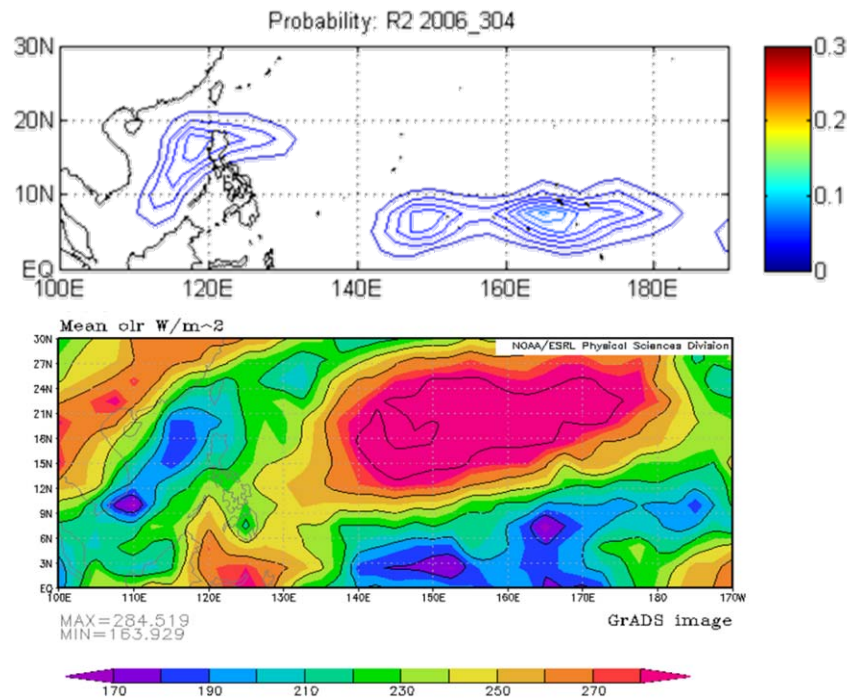 Probability: R2 2006_304
30N
20N
10N
EQ
100E 120E 140E 160E 180E
0.3
0.2
0.1
0
Mean olr W/m^2
NOAA/ESRL Physical Sciences Division
30N
27N
24N
21N
18N
15N
12N
9N
6N
3N
EQ
100E 110E 120E 130E 140E 150E 160E 170E 180 170W
MAX=284.519
MIN=163.929
GrADS image
170 190 210 230 250 270